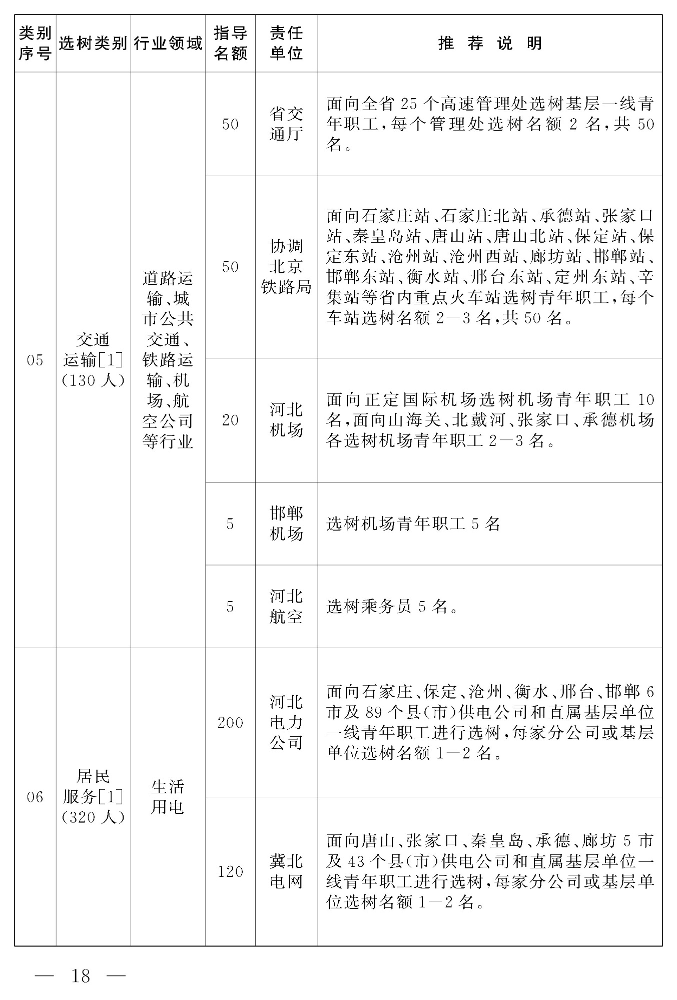 类别
序号
选树类别
行业领域
指导
名额
责任
单位
推荐说明
05
交通
运输[1]
(130人)
道路运
输、城
市公共
交通、
铁路运
输、机
场、航
空公司
等行业
50
省交
通厅
面向全省25个高速管理处选树基层一线青
年职工,每个管理处选树名额2名,共50
名。
50
协调
北京
铁路局
面向石家庄站、石家庄北站、承德站、张家口
站、秦皇岛站、唐山站、唐山北站、保定站、保
定东站、沧州站、沧州西站、廊坊站、邯郸站、
邯郸东站、衡水站、邢台东站、定州东站、辛
集站等省内重点火车站选树青年职工,每个
车站选树名额2—3名,共50名。
20
河北
机场
面向正定国际机场选树机场青年职工10
名,面向山海关、北戴河、张家口、承德机场
各选树机场青年职工2—3名。
5
邯郸
机场
选树机场青年职工5名
5
河北
航空
选树乘务员5名。
06
居民
服务[1]
(320人)
生活
用电
200
河北
电力
公司
面向石家庄、保定、沧州、衡水、邢台、邯郸6
市及89个县(市)供电公司和直属基层单位
一线青年职工进行选树,每家分公司或基层
单位选树名额1—2名。
120
冀北
电网
面向唐山、张家口、秦皇岛、承德、廊坊5市
及43个县(市)供电公司和直属基层单位一
线青年职工进行选树,每家分公司或基层单
位选树名额1—2名。
— 18 —